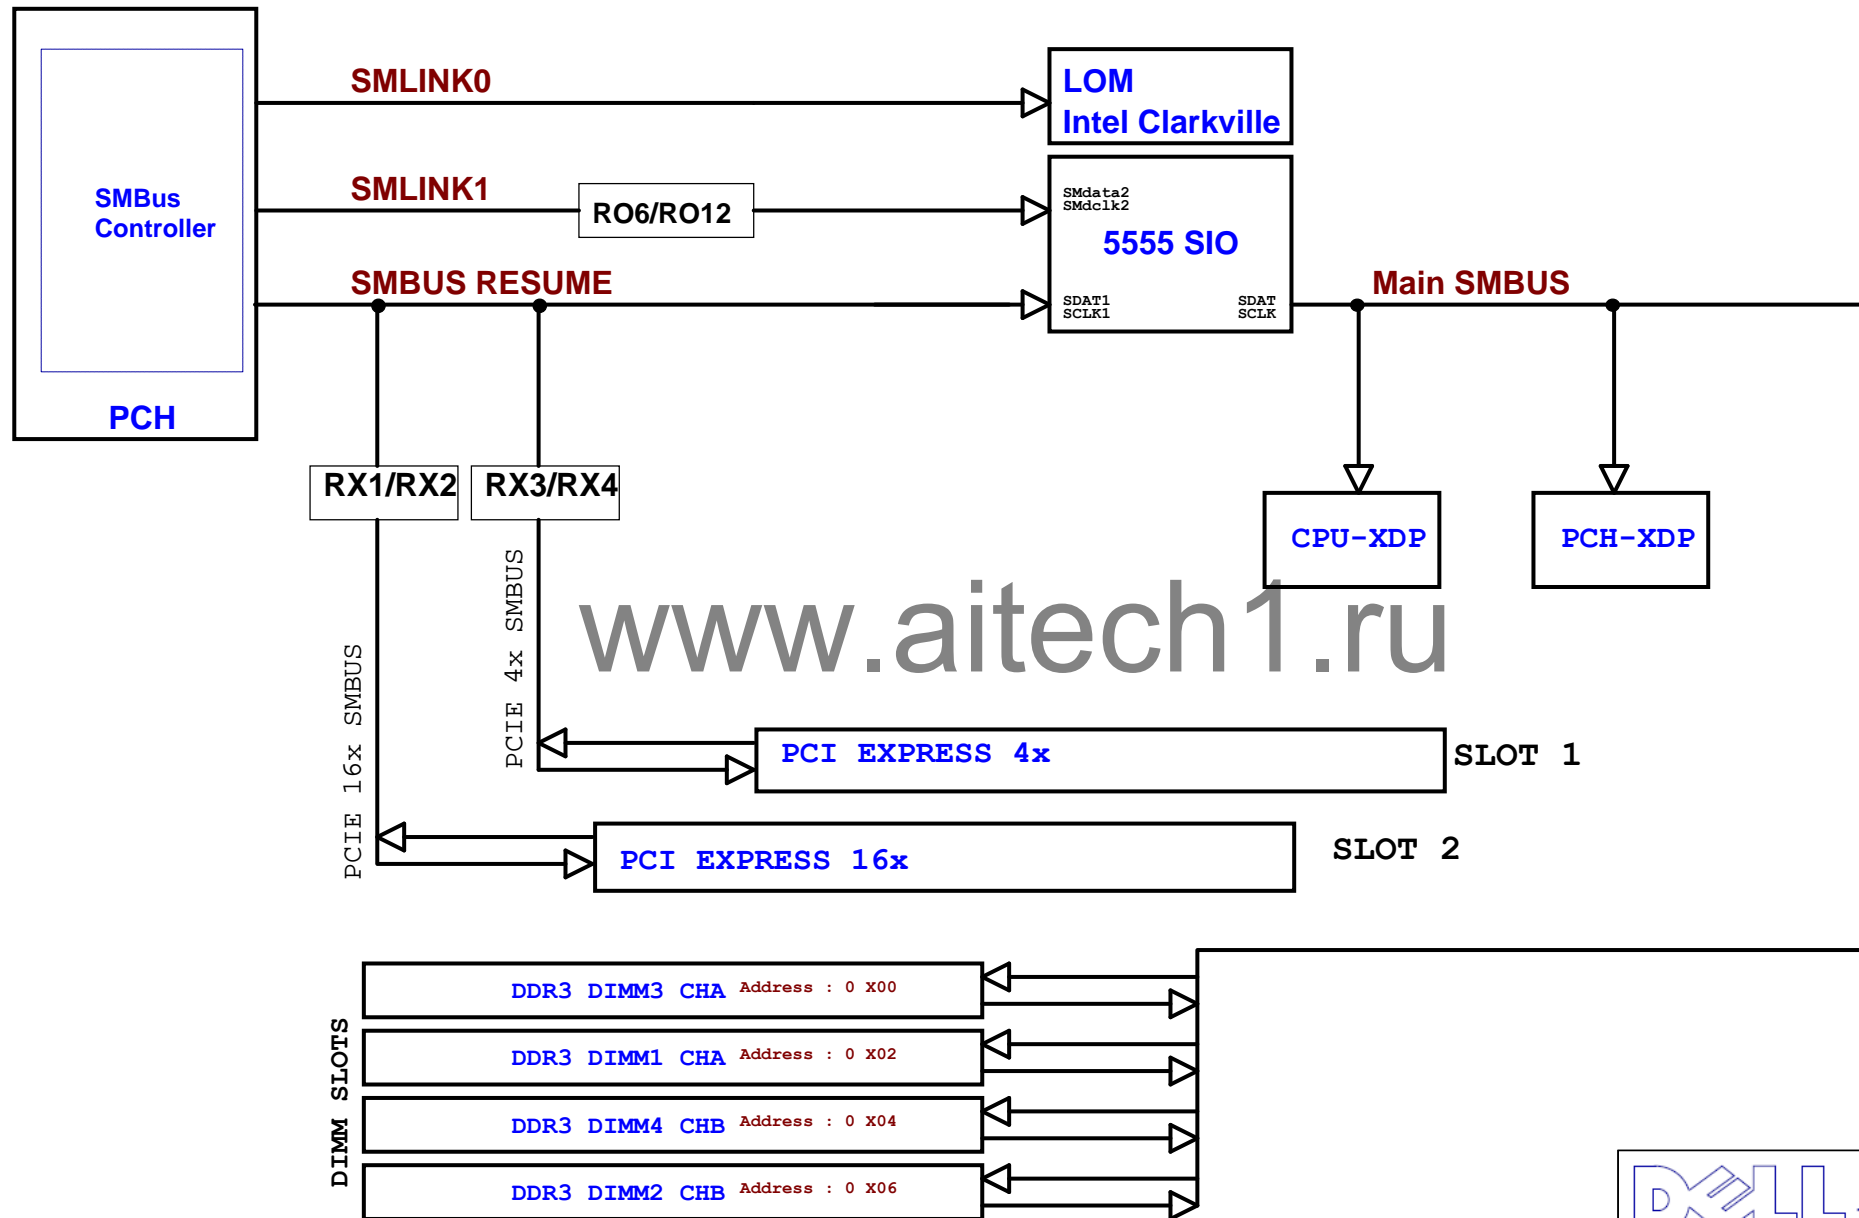 SMLINK0
LOM
Intel Clarkville
SMLINK1
RO6/RO12
SMdata2
SMdclk2
5555 SIO
SMBus
Controller
SMBUS RESUME
SDAT1
SCLK1
SDAT
SCLK
Main SMBUS
PCH
RX1/RX2
RX3/RX4
CPU-XDP
PCH-XDP
PCIE 16x SMBUS
PCIE 4x SMBUS
www.aitech1.ru
PCI EXPRESS 4x
SLOT 1
PCI EXPRESS 16x
SLOT 2
DIMM SLOTS
DDR3 DIMM3 CHA Address : 0 X00
DDR3 DIMM1 CHA Address : 0 X02
DDR3 DIMM4 CHB Address : 0 X04
DDR3 DIMM2 CHB Address : 0 X06
DELL